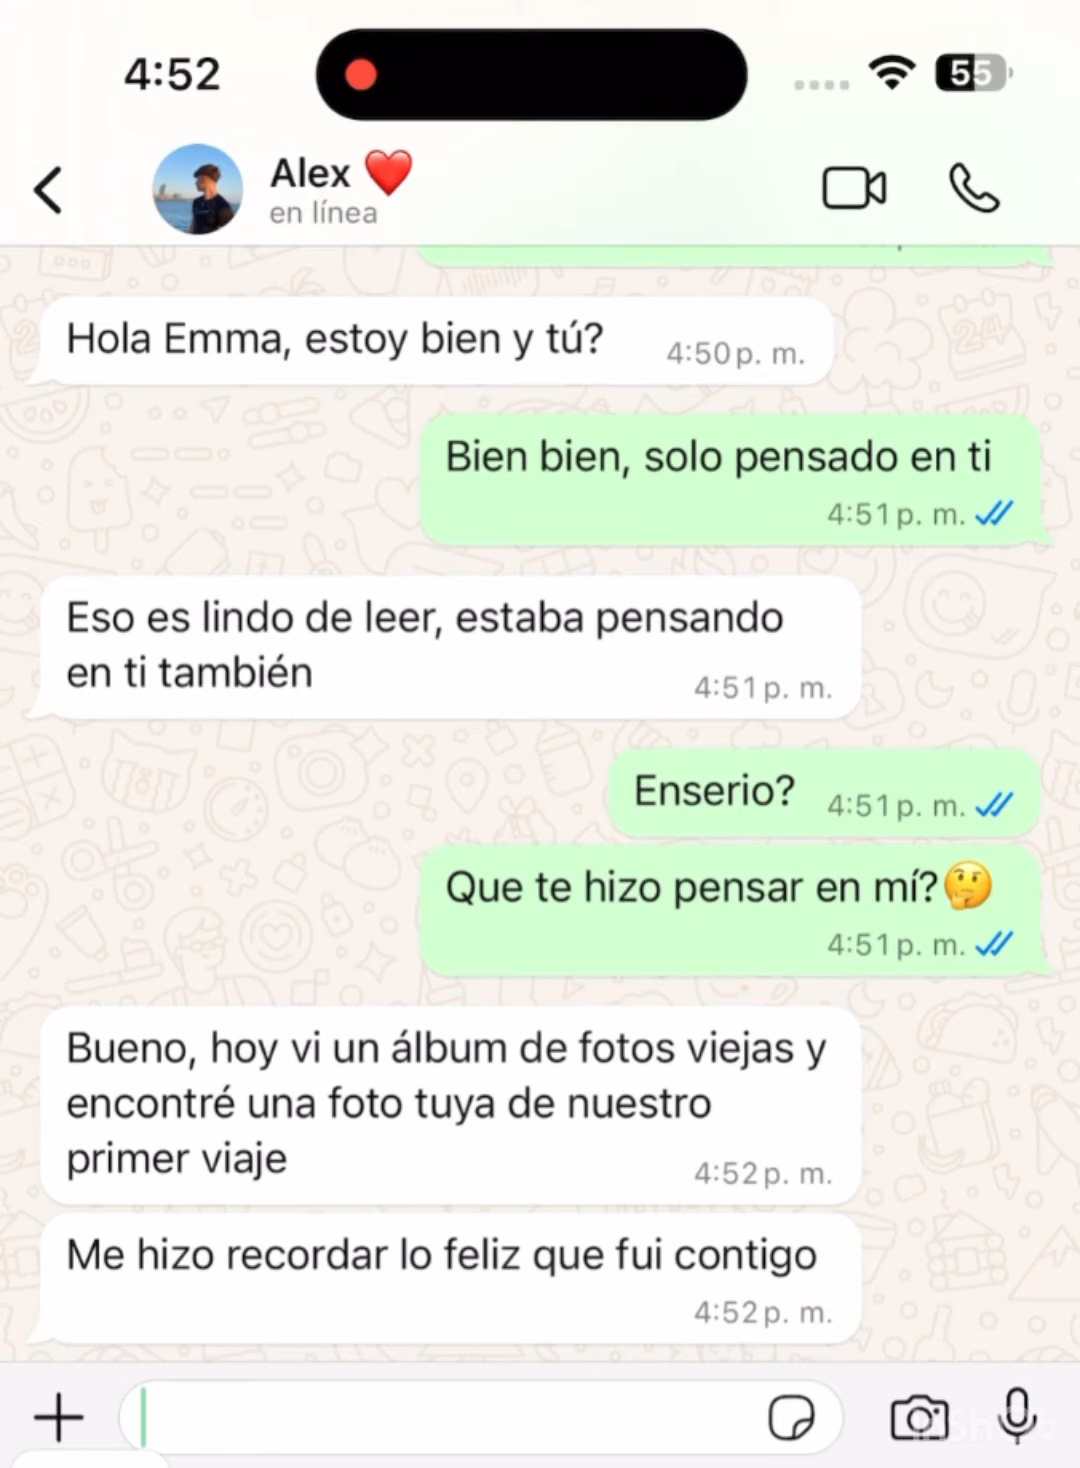 4:52
55
Alex ❤️
en línea
Hola Emma, estoy bien y tú?
4:50 p. m.
Bien bien, solo pensado en ti
4:51 p. m.
Eso es lindo de leer, estaba pensando
en ti también
4:51 p. m.
Enserio?
4:51 p. m.
Que te hizo pensar en mí?🤔
4:51 p. m.
Bueno, hoy vi un álbum de fotos viejas y
encontré una foto tuya de nuestro
primer viaje
4:52 p. m.
Me hizo recordar lo feliz que fui contigo
4:52 p. m.